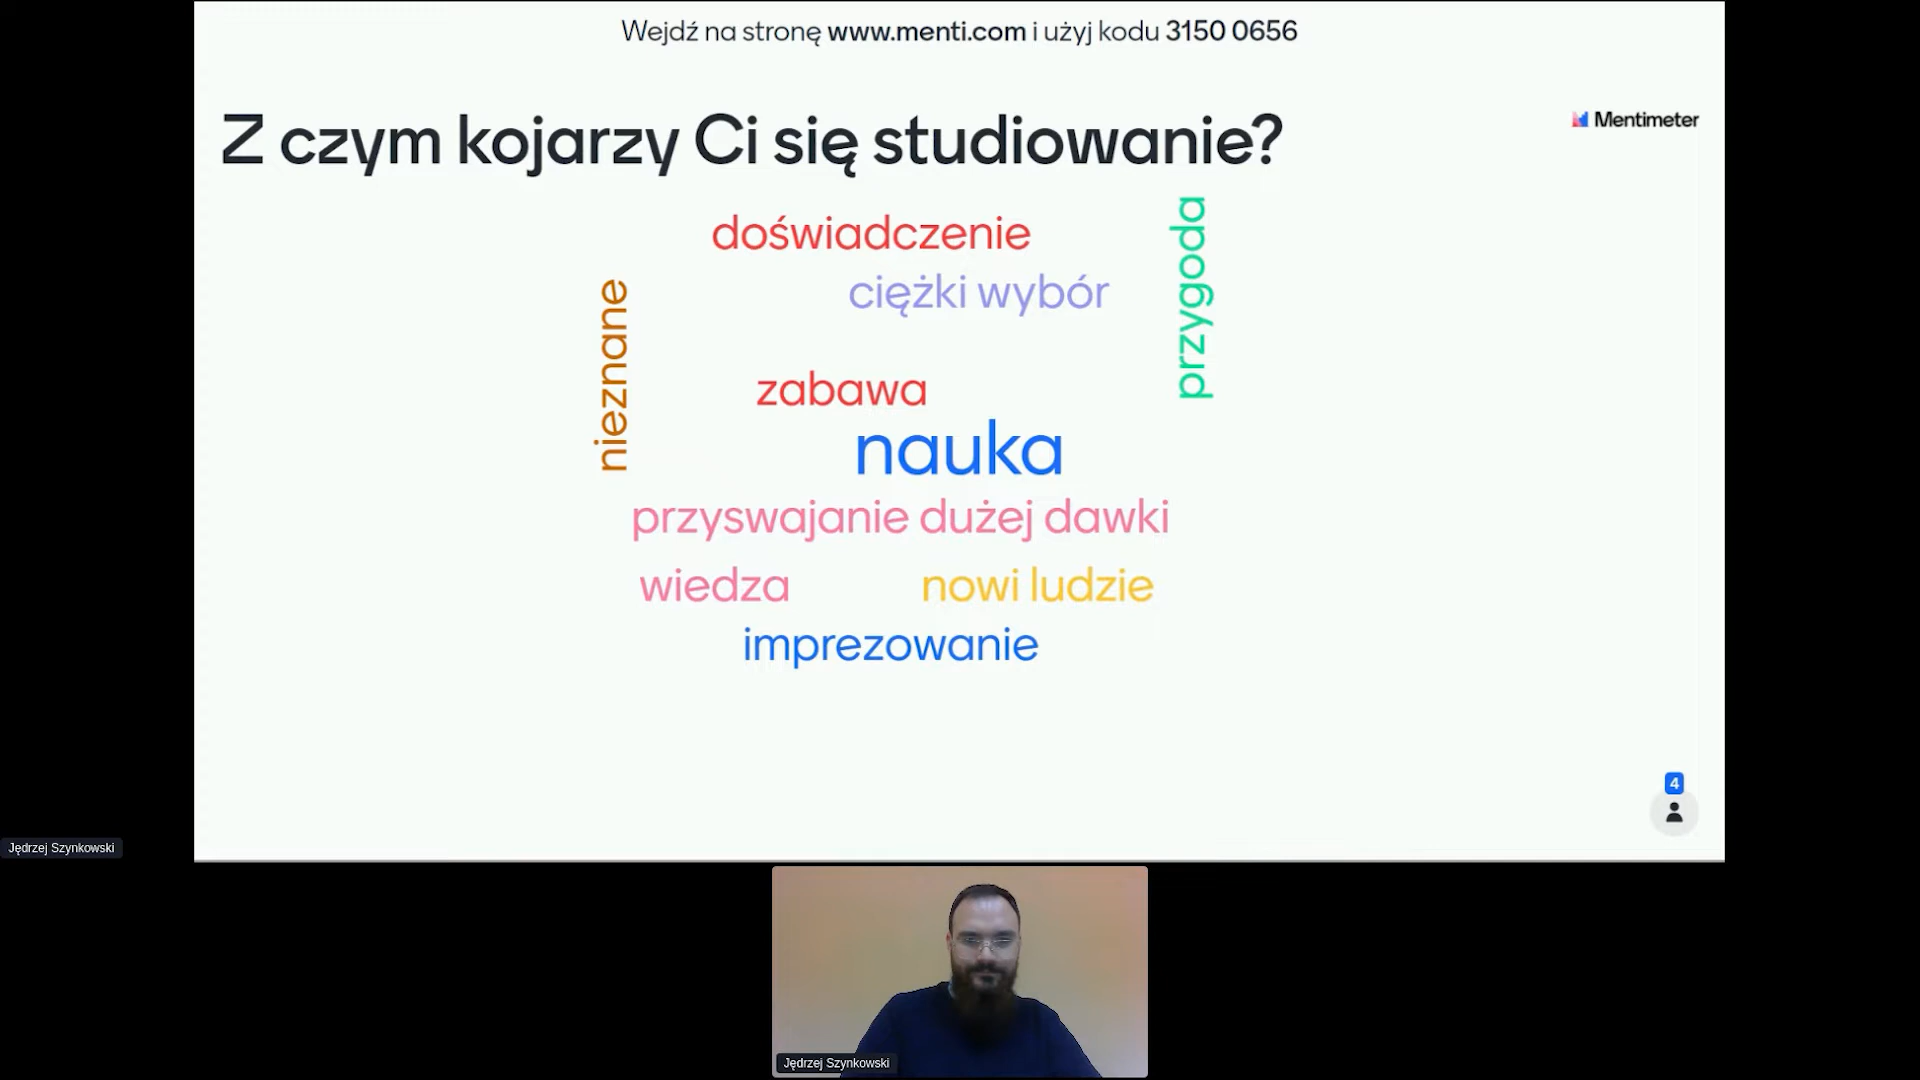 Wejdź na stronę www.menti.com i użyj kodu 3150 0656
Z czym kojarzy Ci się studiowanie?
Mentimeter
doświadczenie
przygoda
ciężki wybór
nieznane
zabawa
nauka
przyswajanie dużej dawki
wiedza
nowi ludzie
imprezowanie
4
Jędrzej Szynkowski
Jędrzej Szynkowski